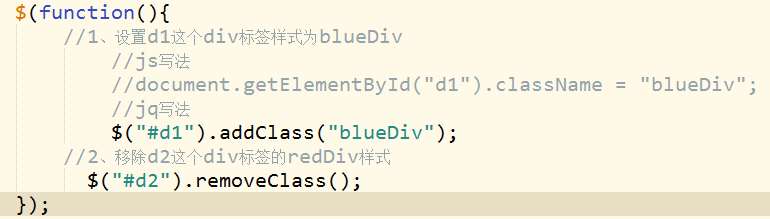 $(function(){
//1、设置d1这个div标签样式为blueDiv
//js写法
//document.getElementById("d1").className = "blueDiv";
//jq写法
$("#d1").addClass("blueDiv");
//2、移除d2这个div标签的redDiv样式
$("#d2").removeClass();
});